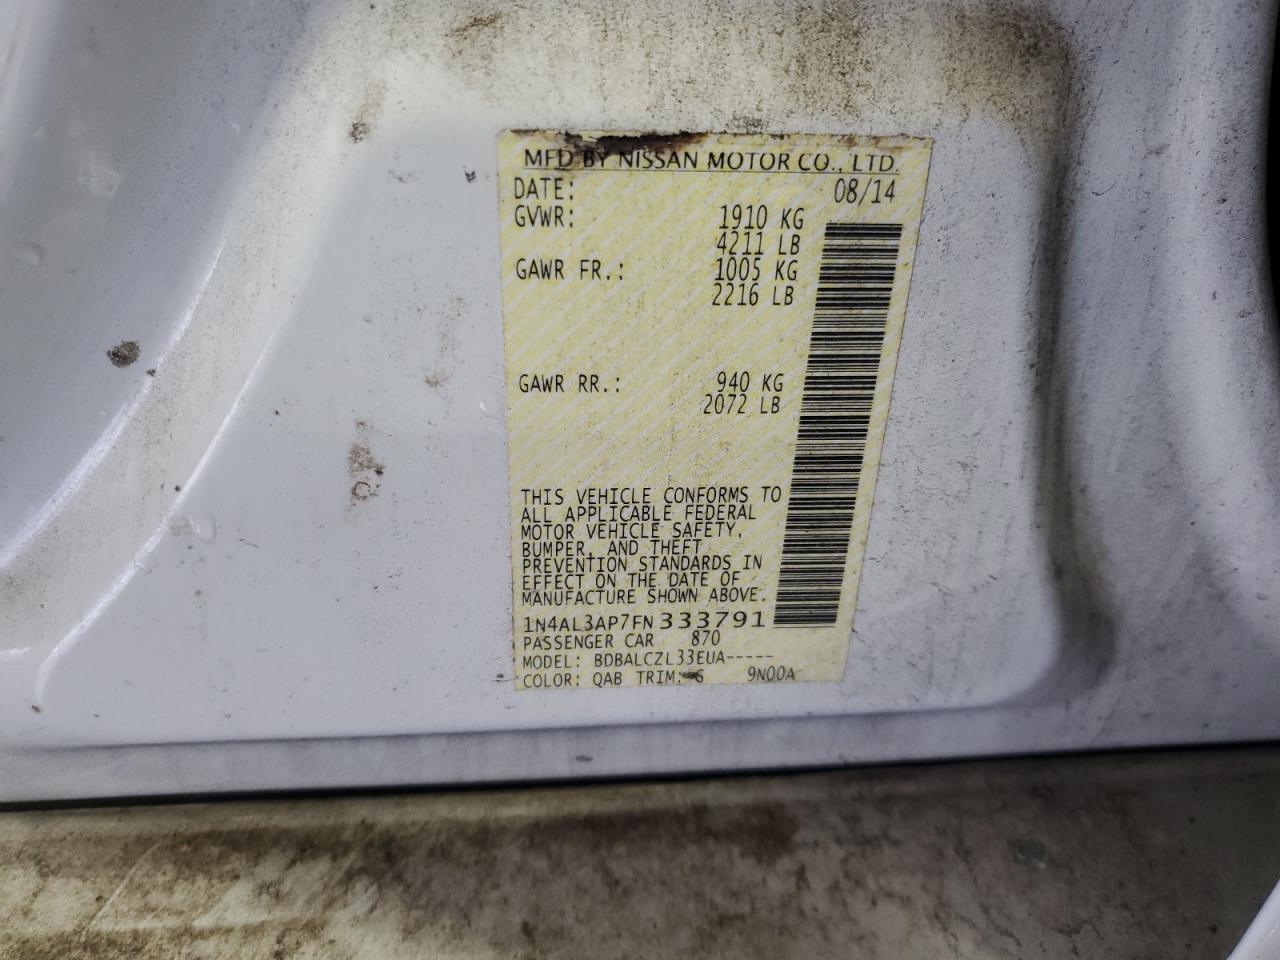 MFD BY NISSAN MOTOR CO., LTD.
DATE: 08/14
GVWR: 1910 KG
4211 LB
GAWR FR.: 1005 KG
2216 LB
GAWR RR.: 940 KG
2072 LB
THIS VEHICLE CONFORMS TO
ALL APPLICABLE FEDERAL
MOTOR VEHICLE SAFETY,
BUMPER, AND THEFT
PREVENTION STANDARDS IN
EFFECT ON THE DATE OF
MANUFACTURE SHOWN ABOVE.
1N4AL3AP7FN333791
PASSENGER CAR 870
MODEL: BDBALCZL33EUA-----
COLOR: QAB TRIM: G 9N00A